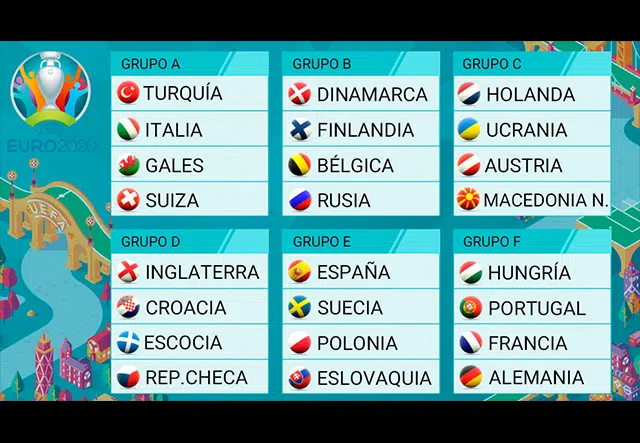 UEFA
EURO2020
UEFA
GRUPO A
TURQUÍA
ITALIA
GALES
SUIZA
GRUPO B
DINAMARCA
FINLANDIA
BÉLGICA
RUSIA
GRUPO C
HOLANDA
UCRANIA
AUSTRIA
MACEDONIA N.
GRUPO D
INGLATERRA
CROACIA
ESCOCIA
REP.CHECA
GRUPO E
ESPAÑA
SUECIA
POLONIA
ESLOVAQUIA
GRUPO F
HUNGRÍA
PORTUGAL
FRANCIA
ALEMANIA